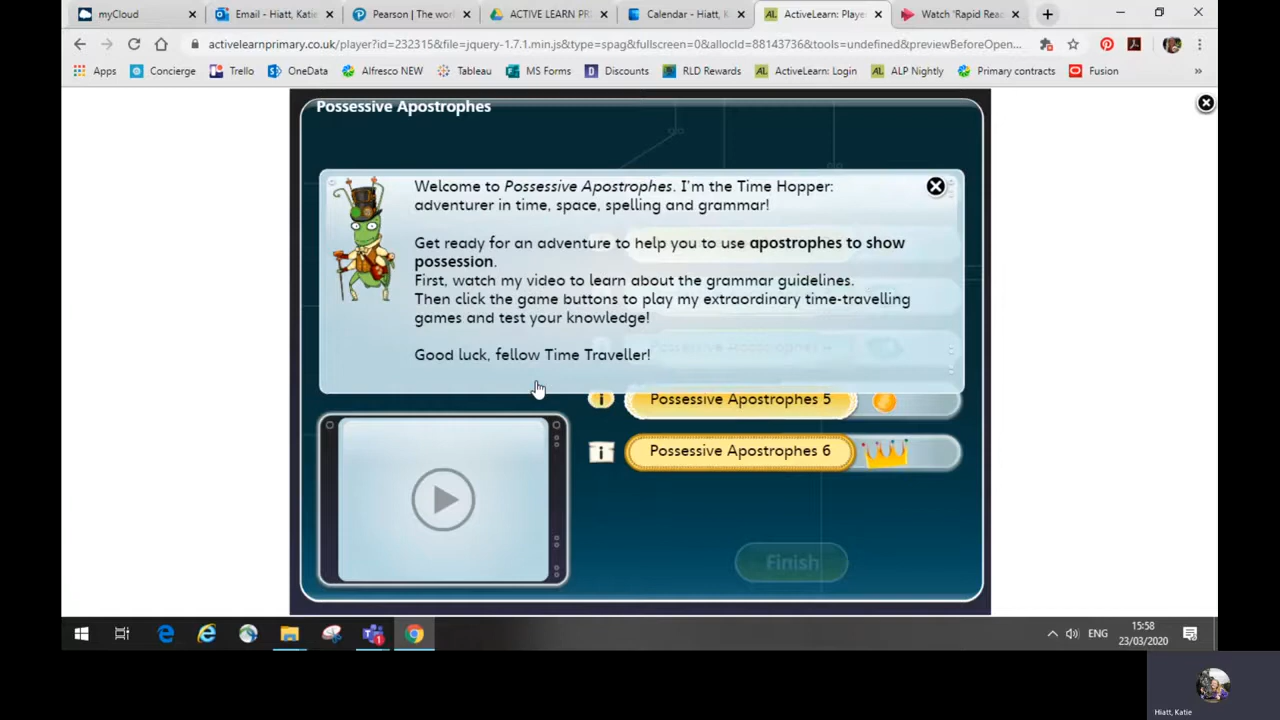 myCloud
Email - Hiatt, Katie
Pearson | The worl
ACTIVE LEARN PR
Calendar - Hiatt, K
ActiveLearn: Playe
Watch 'Rapid Rea
activelearnprimary.co.uk/player?id=232315&file=jquery-1.7.1.min.js&type=spag&fullscreen=0&allocId=88143736&tools=undefined&previewBeforeOpen...
Apps
Concierge
Trello
OneData
Alfresco NEW
Tableau
MS Forms
Discounts
RLD Rewards
ActiveLearn: Login
ALP Nightly
Primary contracts
Fusion
Possessive Apostrophes
Welcome to Possessive Apostrophes. I'm the Time Hopper:
adventurer in time, space, spelling and grammar!
Get ready for an adventure to help you to use apostrophes to show
possession.
First, watch my video to learn about the grammar guidelines.
Then click the game buttons to play my extraordinary time-travelling
games and test your knowledge!
Good luck, fellow Time Traveller!
Possessive Apostrophes 4
i Possessive Apostrophes 5
i Possessive Apostrophes 6
Finish
ENG
15:58
23/03/2020
Hiatt, Katie